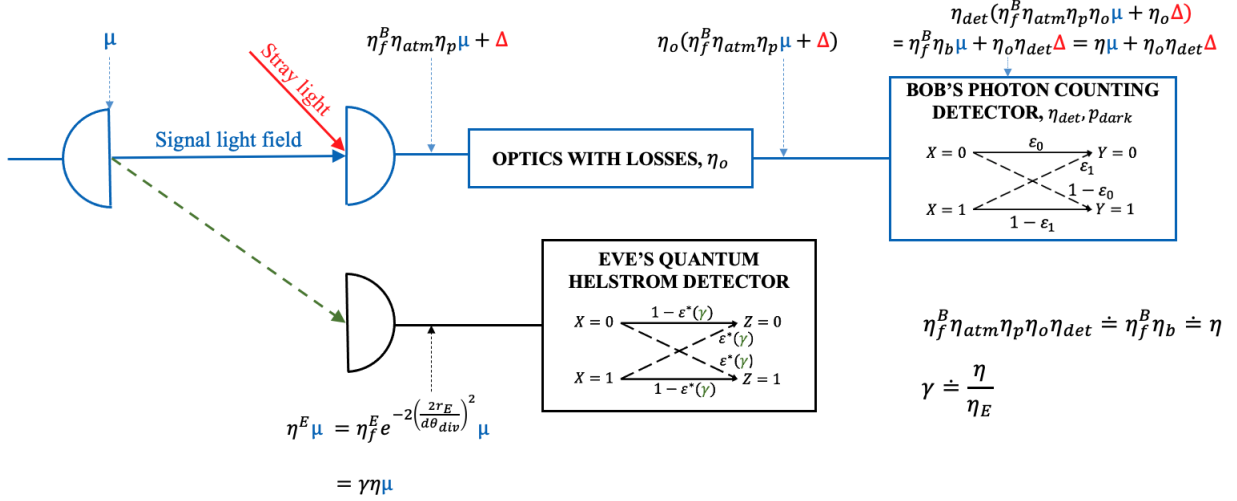 μ
Stray light
Signal light field
η_f^B η_atm η_p μ + Δ
η_o(η_f^B η_atm η_p μ + Δ)
η_det(η_f^B η_atm η_p η_o μ + η_o Δ)
= η_f^B η_b μ + η_o η_det Δ = ημ + η_o η_det Δ
OPTICS WITH LOSSES, η_o
BOB'S PHOTON COUNTING
DETECTOR, η_det, p_dark
X = 0 ε_0 Y = 0
ε_1
1 − ε_0
X = 1 Y = 1
1 − ε_1
EVE'S QUANTUM
HELSTROM DETECTOR
1 − ε*(γ)
X = 0 Z = 0
ε*(γ)
ε*(γ)
X = 1 Z = 1
1 − ε*(γ)
η^E μ = η_f^E e^{−2(2r_E/dθ_div)^2} μ
= γημ
η_f^B η_atm η_p η_o η_det ≐ η_f^B η_b ≐ η
γ ≐ η/η_E